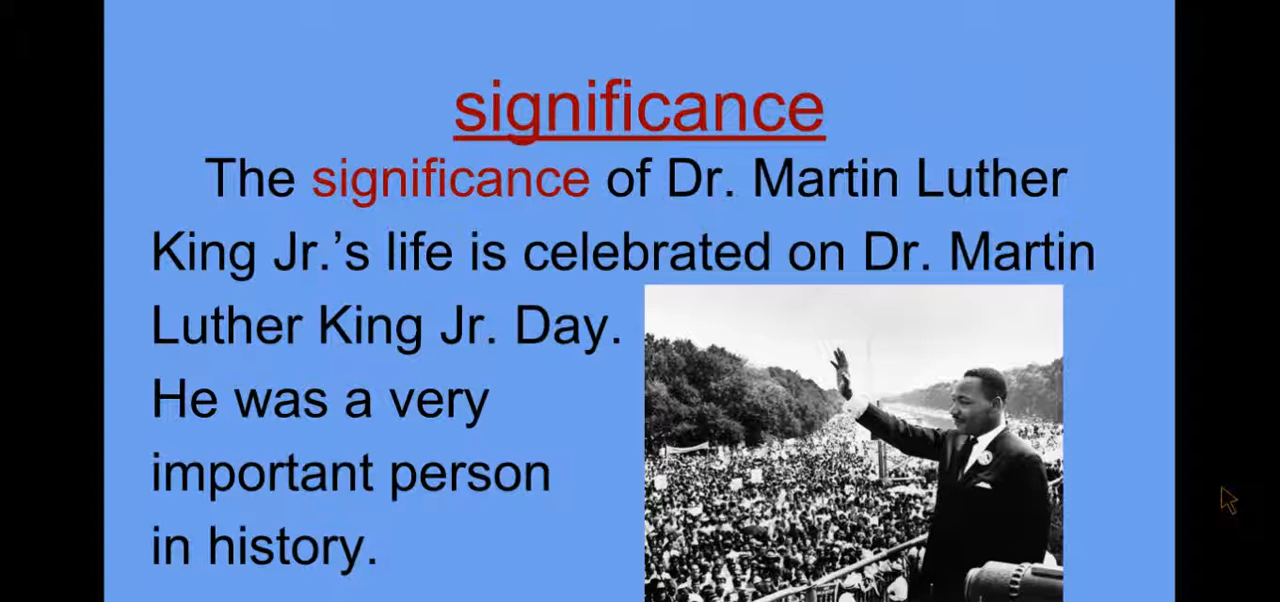 significance
The significance of Dr. Martin Luther
King Jr.’s life is celebrated on Dr. Martin
Luther King Jr. Day.
He was a very
important person
in history.